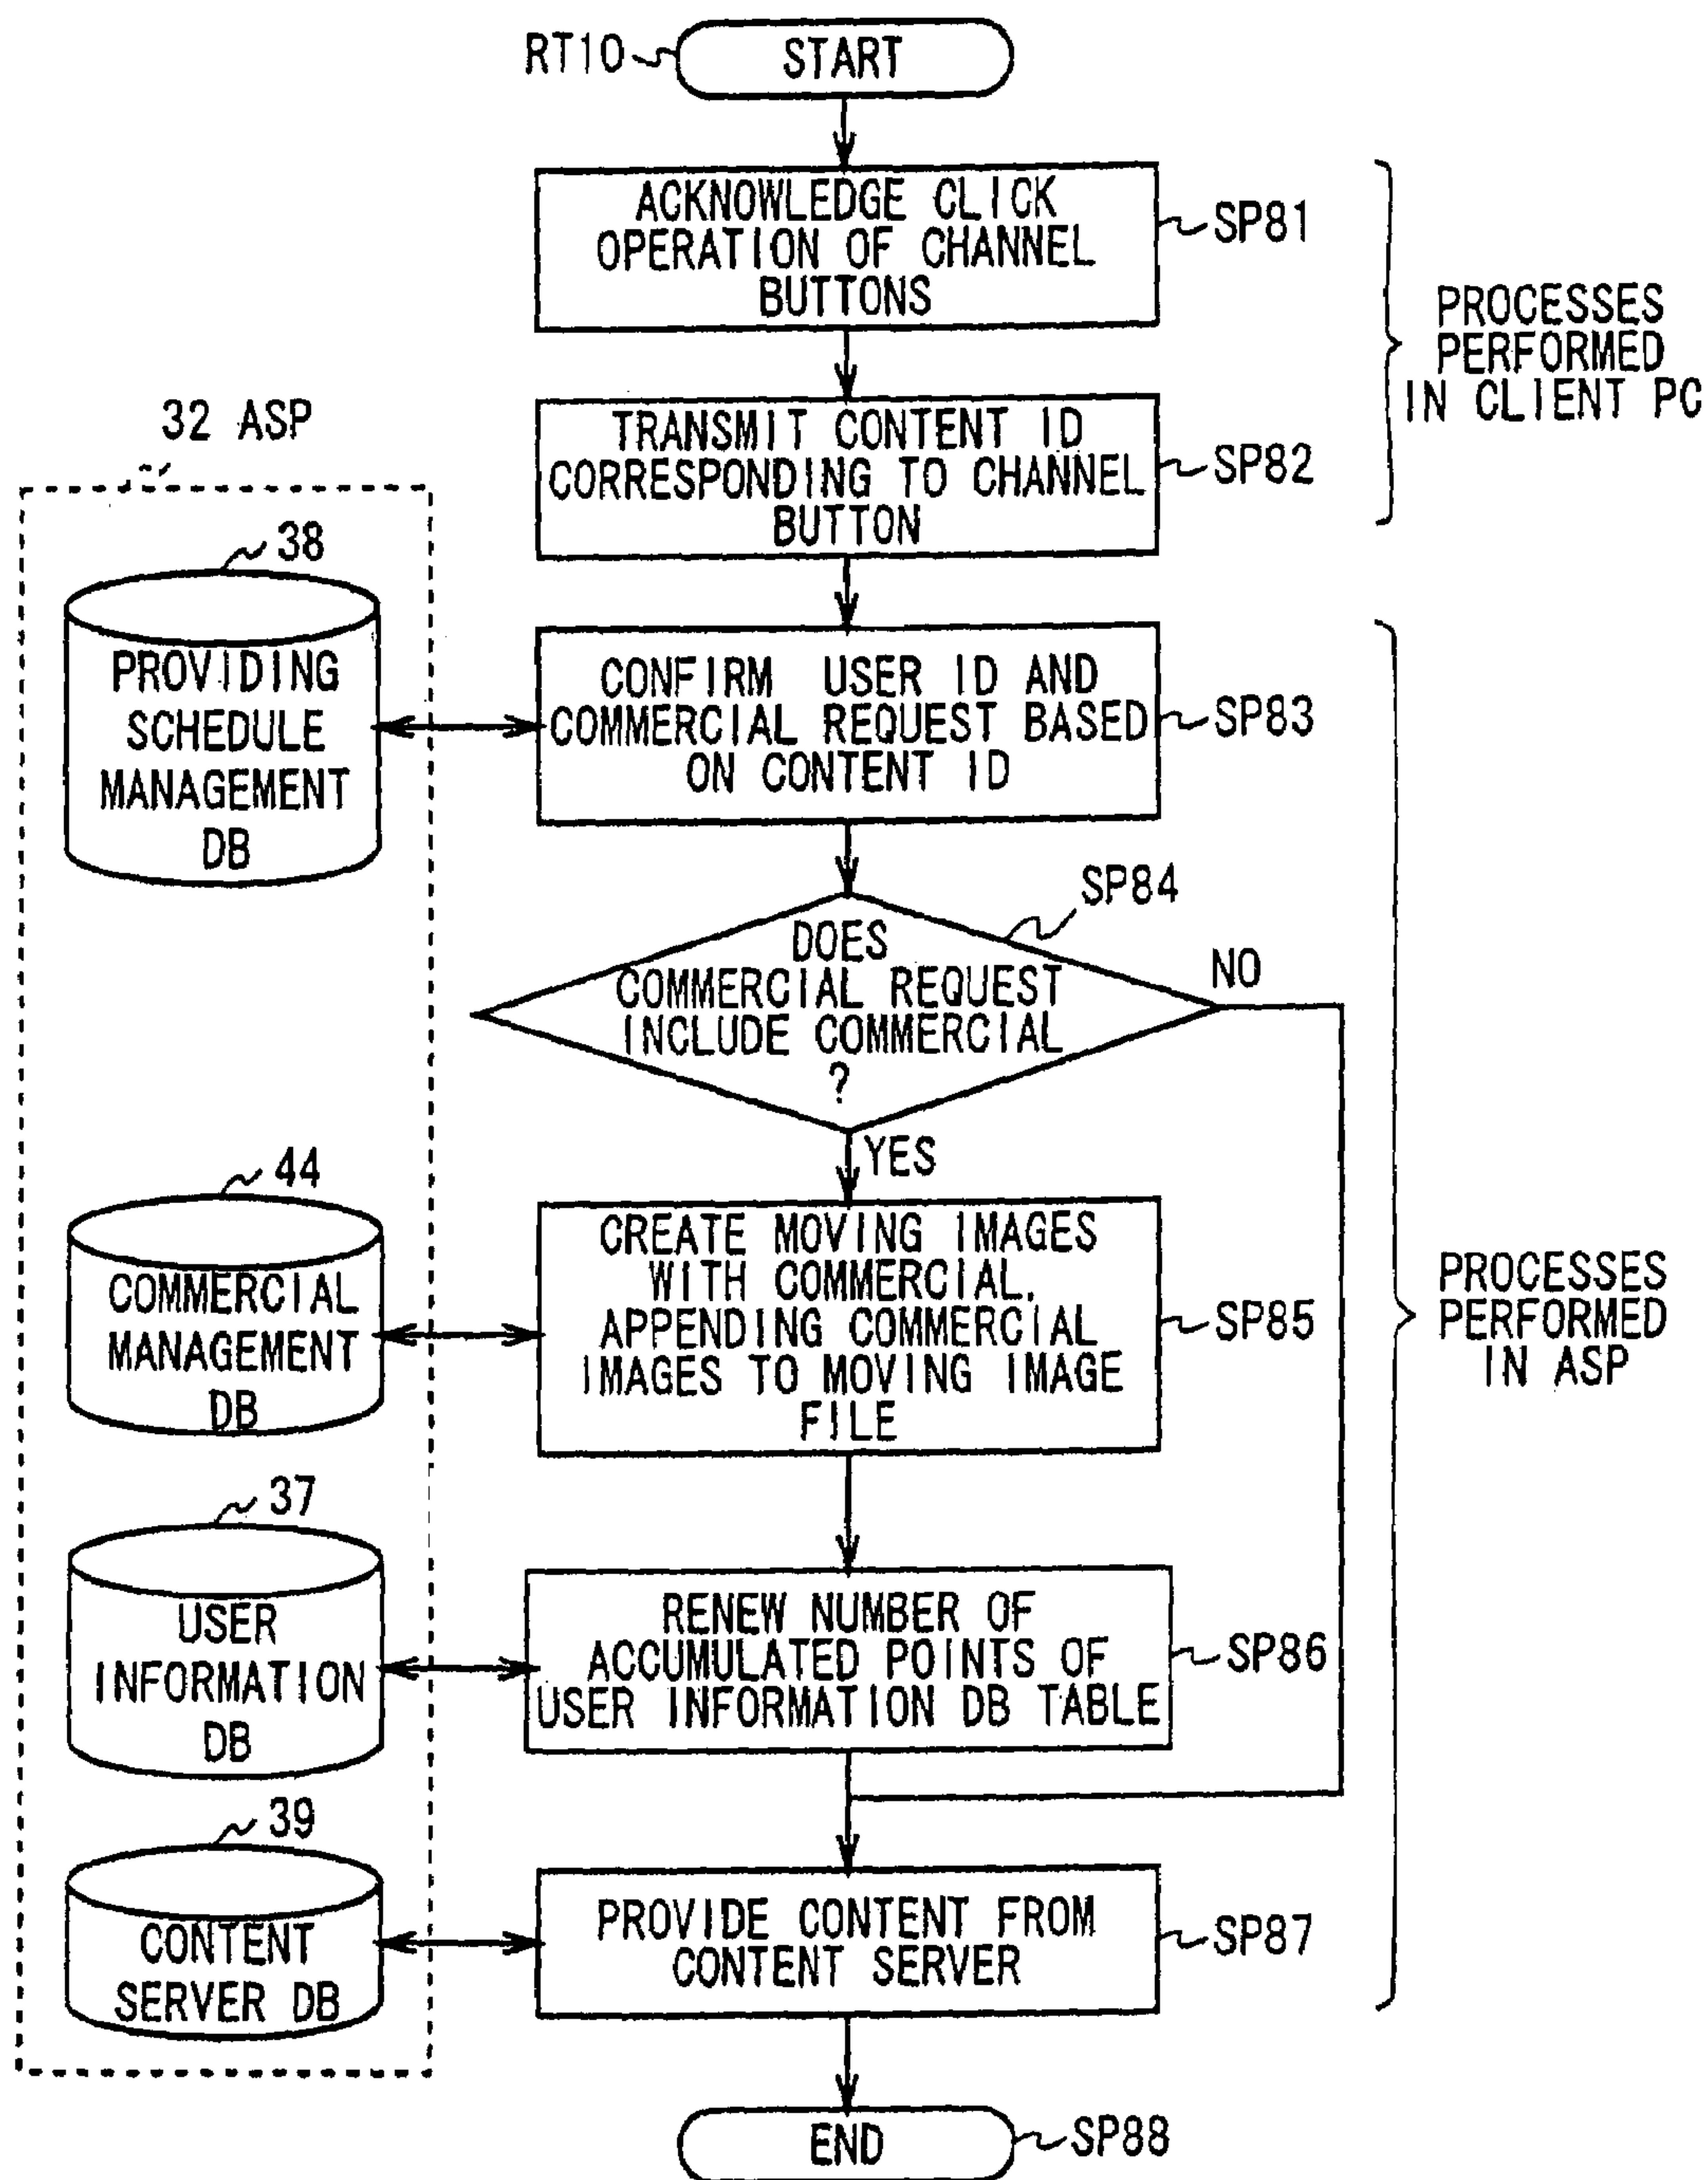 RT10
START
ACKNOWLEDGE CLICK
OPERATION OF CHANNEL
BUTTONS
SP81
PROCESSES
PERFORMED
IN CLIENT PC
TRANSMIT CONTENT ID
CORRESPONDING TO CHANNEL
BUTTON
SP82
32 ASP
38
PROVIDING
SCHEDULE
MANAGEMENT
DB
CONFIRM USER ID AND
COMMERCIAL REQUEST BASED
ON CONTENT ID
SP83
SP84
DOES
COMMERCIAL REQUEST
INCLUDE COMMERCIAL
?
NO
YES
44
COMMERCIAL
MANAGEMENT
DB
CREATE MOVING IMAGES
WITH COMMERCIAL,
APPENDING COMMERCIAL
IMAGES TO MOVING IMAGE
FILE
SP85
PROCESSES
PERFORMED
IN ASP
37
USER
INFORMATION
DB
RENEW NUMBER OF
ACCUMULATED POINTS OF
USER INFORMATION DB TABLE
SP86
39
CONTENT
SERVER DB
PROVIDE CONTENT FROM
CONTENT SERVER
SP87
END
SP88